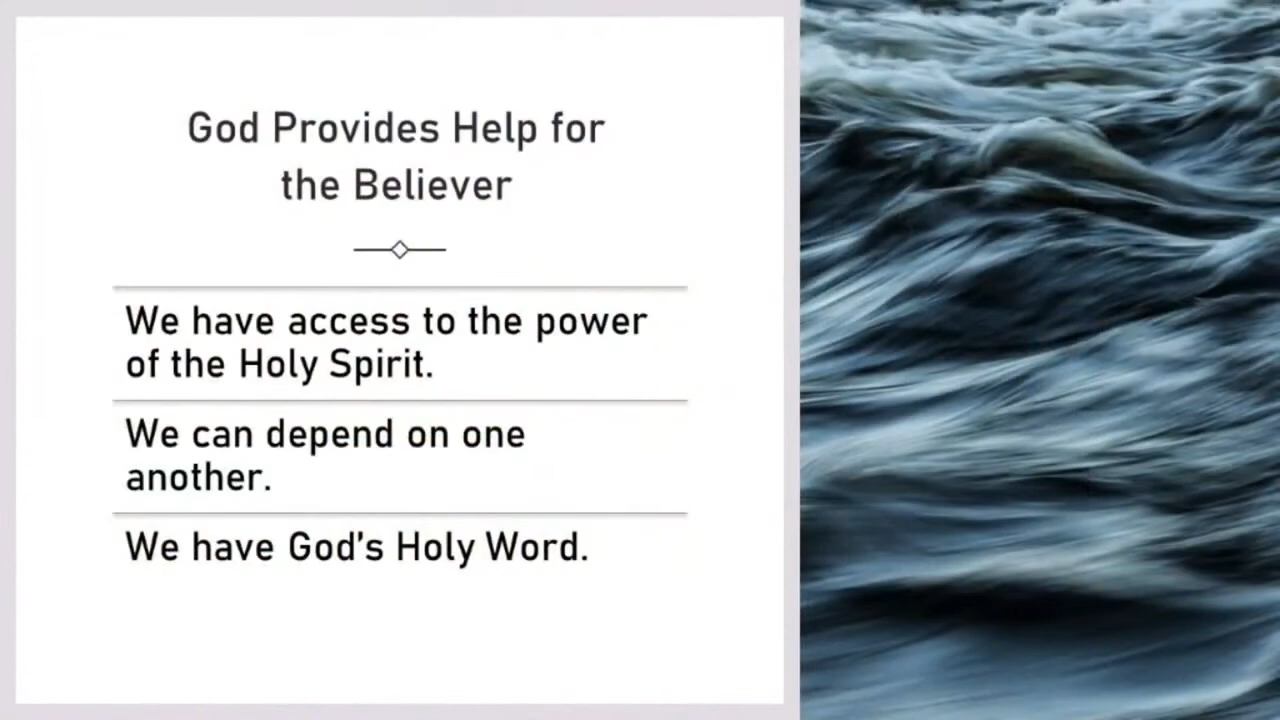 God Provides Help for
the Believer
We have access to the power
of the Holy Spirit.
We can depend on one
another.
We have God's Holy Word.